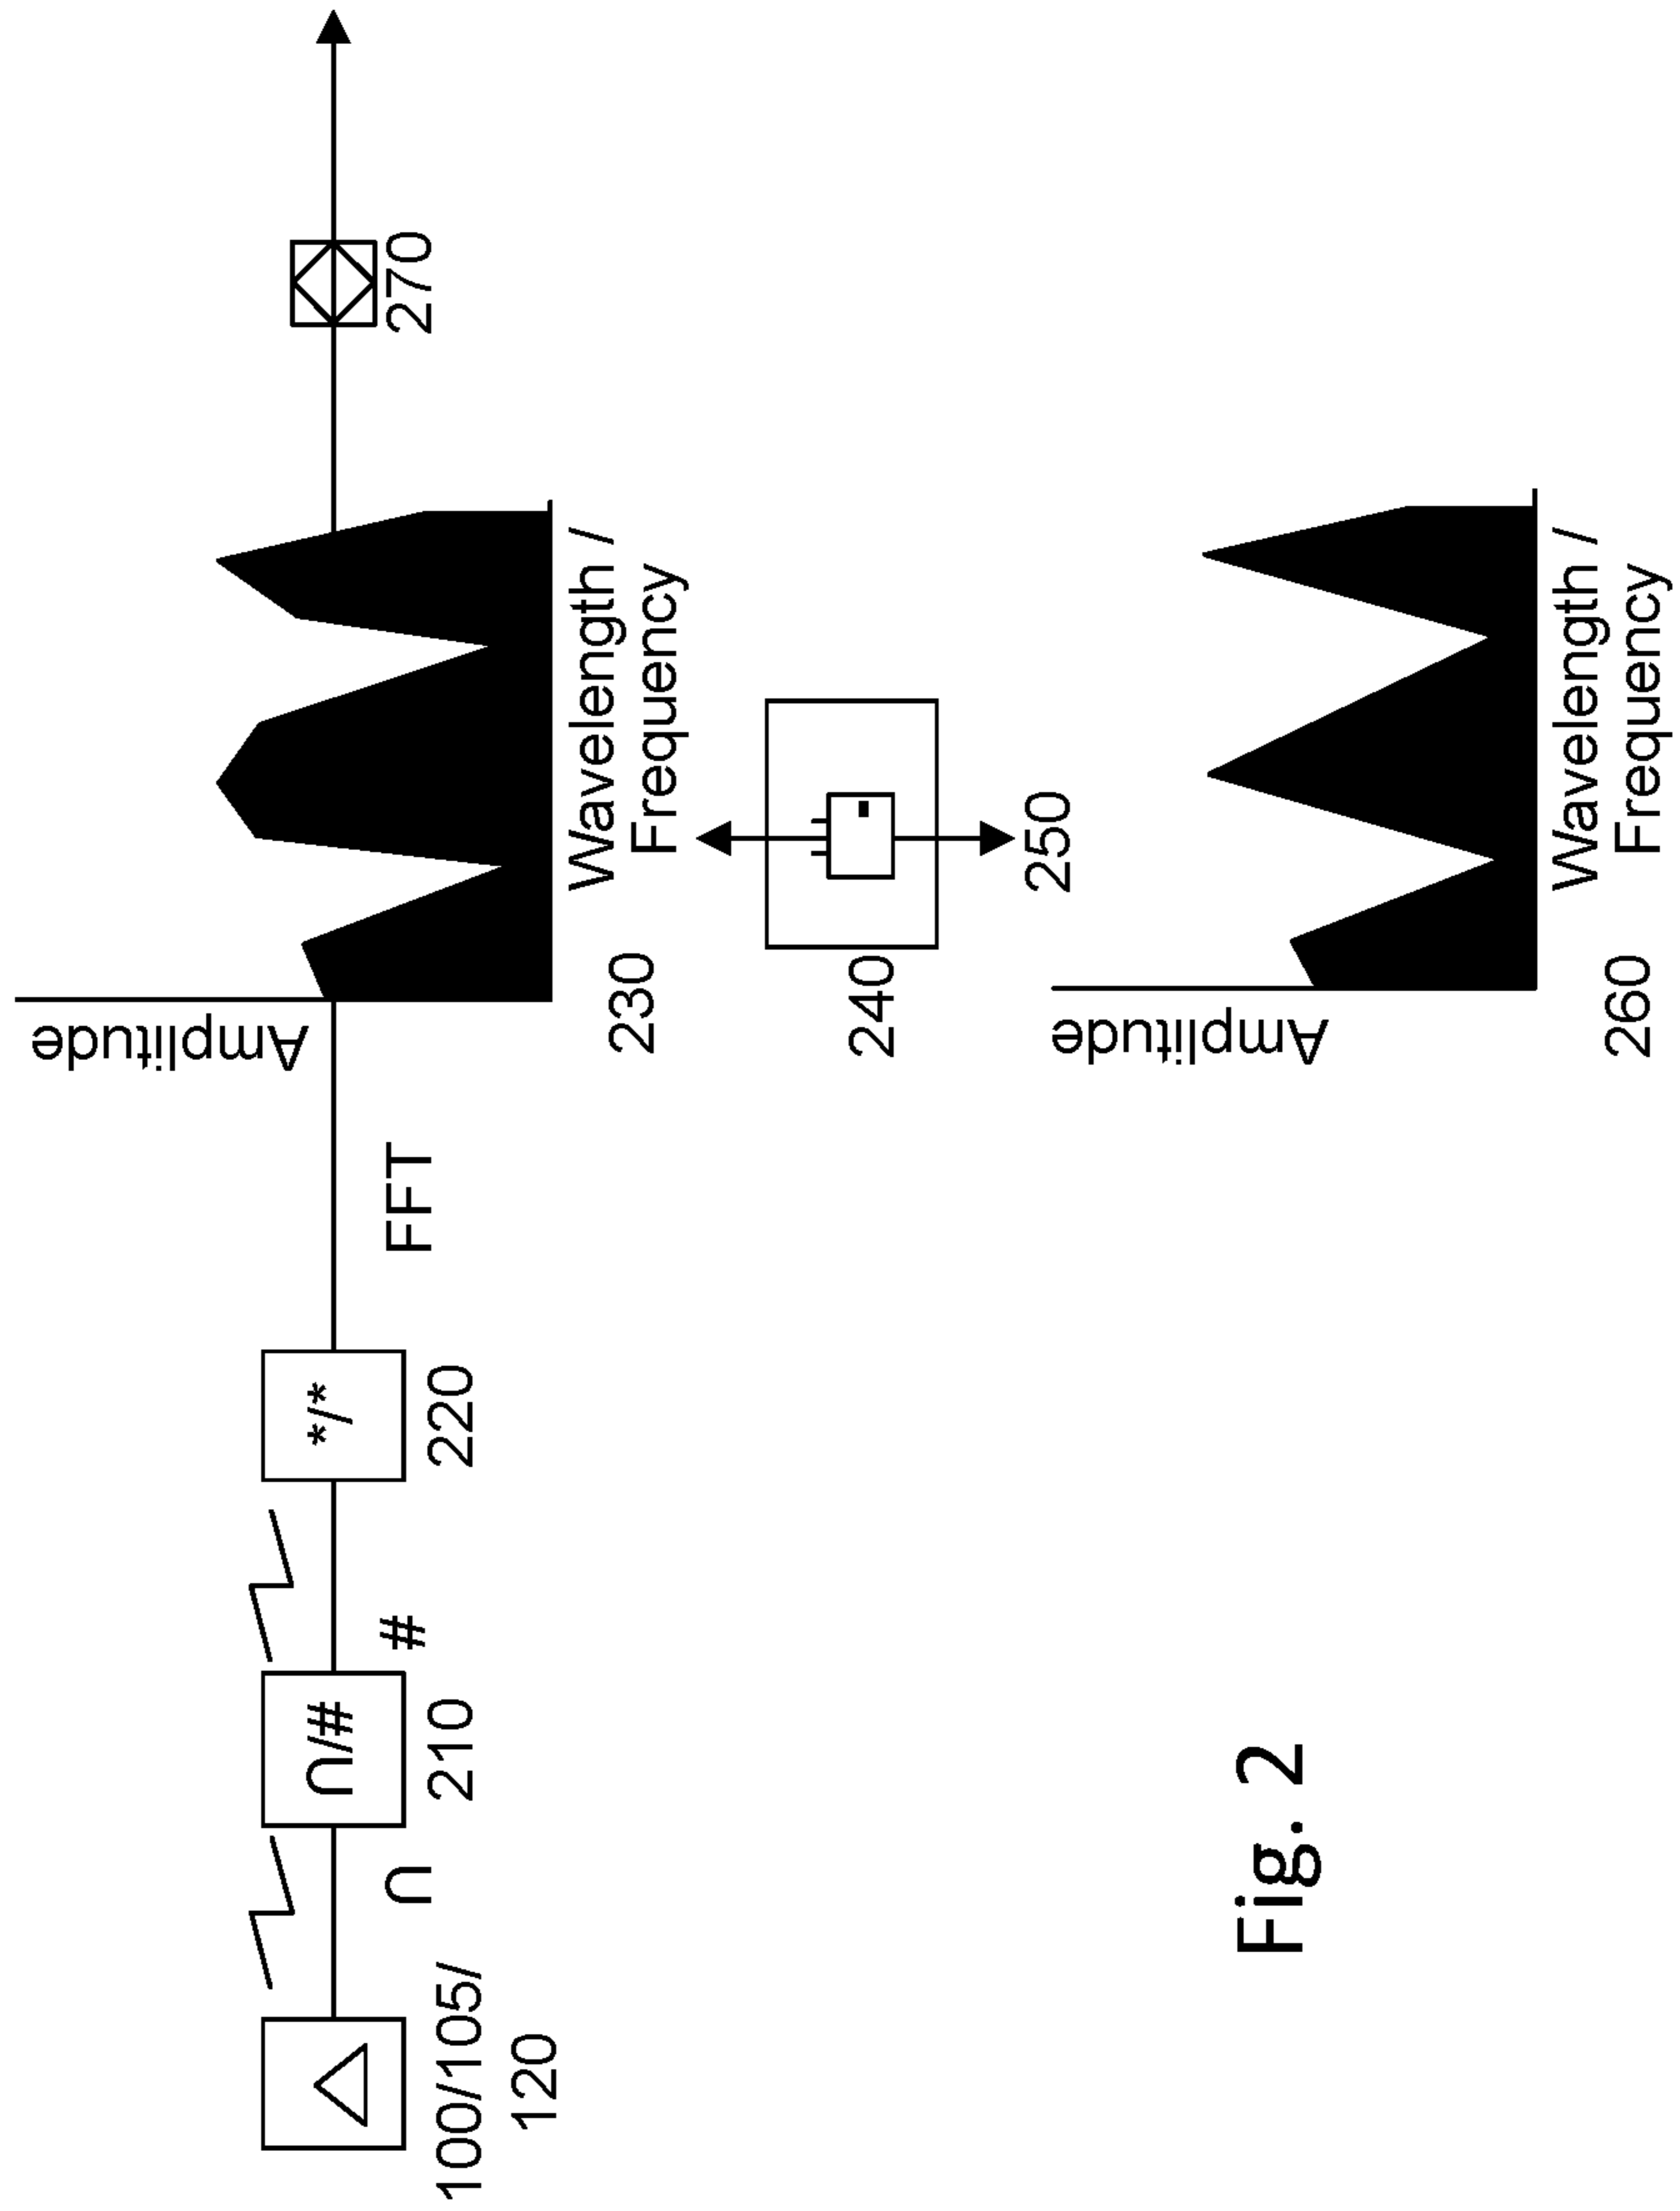 100/105/
120
∩
∩/#
210
#
*/*
220
FFT
Amplitude
Wavelength /
Frequency
230
270
240
250
Amplitude
Wavelength /
Frequency
260
Fig. 2